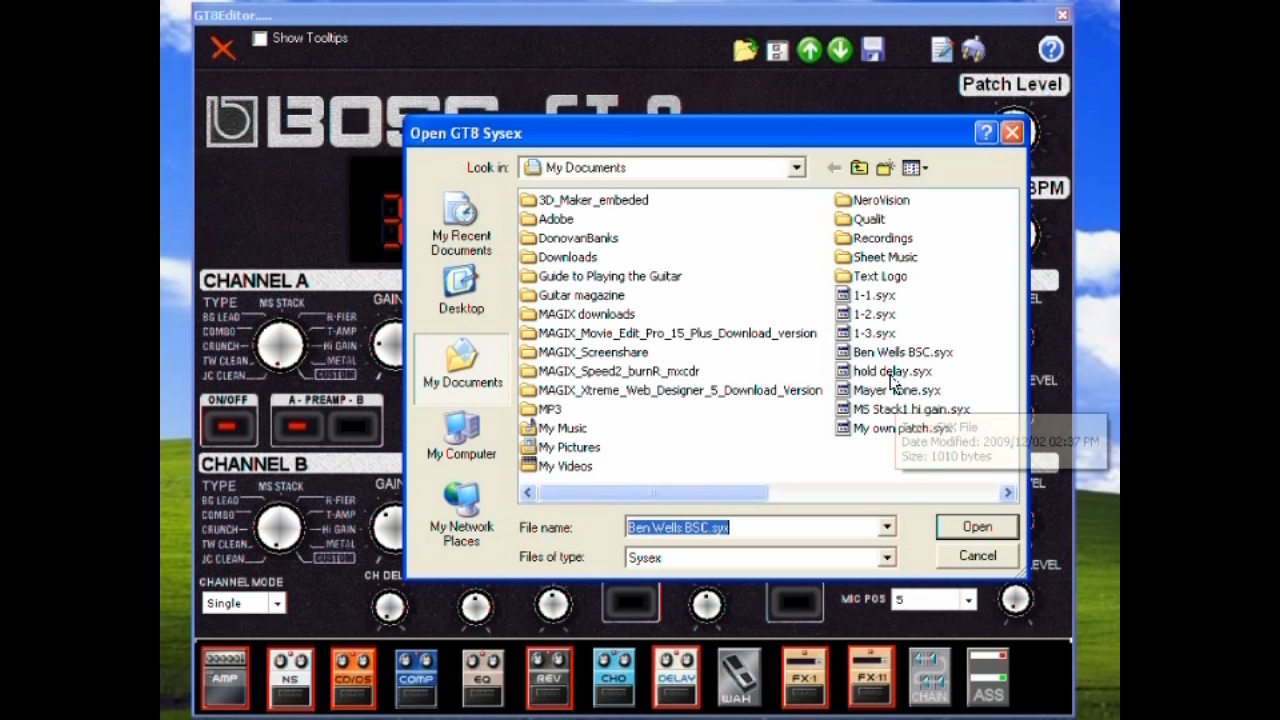 GT8Editor.....
Show Tooltips
Patch Level
BOSS GT-8
Open GT8 Sysex
Look in:
My Documents
BPM
My Recent
Documents
Desktop
My Documents
My Computer
My Network
Places
3D_Maker_embeded
Adobe
DonovanBanks
Downloads
Guide to Playing the Guitar
Guitar magazine
MAGIX downloads
MAGIX_Movie_Edit_Pro_15_Plus_Download_version
MAGIX_Screenshare
MAGIX_Speed2_burnR_mxcdr
MAGIX_Xtreme_Web_Designer_5_Download_Version
MP3
My Music
My Pictures
My Videos
NeroVision
Qualit
Recordings
Sheet Music
Text Logo
1-1.syx
1-2.syx
1-3.syx
Ben Wells BSC.syx
hold delay.syx
Mayer tone.syx
MS Stack1 hi gain.syx
My own patch.syx
Date Modified: 2009/12/02 02:37 PM
Size: 1010 bytes
File name:
Ben Wells BSC.syx
Open
Files of type:
Sysex
Cancel
CHANNEL A
TYPE MS STACK GAIN
BG LEAD R-FIER
COMBO T-AMP
CRUNCH Hi GAIN
TW CLEAN METAL
JC CLEAN CUSTOM
ON/OFF
A - PREAMP - B
CHANNEL B
TYPE MS STACK GAIN
BG LEAD R-FIER
COMBO T-AMP
CRUNCH Hi GAIN
TW CLEAN METAL
JC CLEAN CUSTOM
CHANNEL MODE
CH DEL
Single
MIC POS
5
AMP
NS
CD/DS
COMP
EQ
REV
CHO
DELAY
WAH
FX-1
FX-11
CHAN
ASS